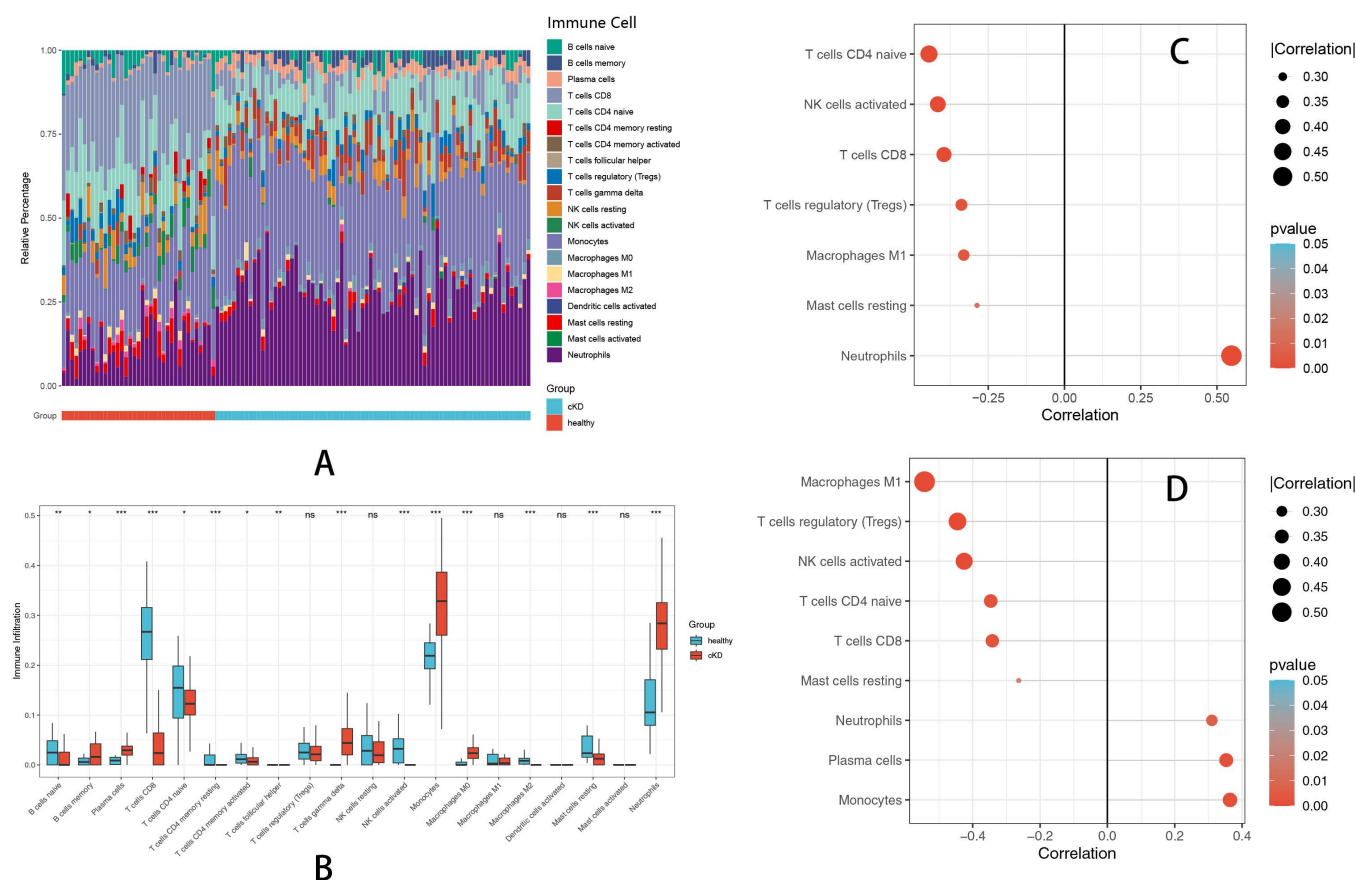 Immune Cell
B cells naive
B cells memory
Plasma cells
T cells CD8
T cells CD4 naive
T cells CD4 memory resting
T cells CD4 memory activated
T cells follicular helper
T cells regulatory (Tregs)
T cells gamma delta
NK cells resting
NK cells activated
Monocytes
Macrophages M0
Macrophages M1
Macrophages M2
Dendritic cells activated
Mast cells resting
Mast cells activated
Neutrophils
Group
cKD
healthy
Relative Percentage
1.00
0.75
0.50
0.25
0.00
Group
A
Immune Infiltration
0.5
0.4
0.3
0.2
0.1
0.0
** * *** *** * *** * ** ns *** ns *** *** *** ns *** ns *** ns ***
B cells naive
B cells memory
Plasma cells
T cells CD8
T cells CD4 naive
T cells CD4 memory resting
T cells CD4 memory activated
T cells follicular helper
T cells regulatory (Tregs)
T cells gamma delta
NK cells resting
NK cells activated
Monocytes
Macrophages M0
Macrophages M1
Macrophages M2
Dendritic cells activated
Mast cells resting
Mast cells activated
Neutrophils
Group
healthy
cKD
B
C
T cells CD4 naive
NK cells activated
T cells CD8
T cells regulatory (Tregs)
Macrophages M1
Mast cells resting
Neutrophils
−0.25 0.00 0.25 0.50
Correlation
|Correlation|
0.30
0.35
0.40
0.45
0.50
pvalue
0.05
0.04
0.03
0.02
0.01
0.00
D
Macrophages M1
T cells regulatory (Tregs)
NK cells activated
T cells CD4 naive
T cells CD8
Mast cells resting
Neutrophils
Plasma cells
Monocytes
−0.4 −0.2 0.0 0.2 0.4
Correlation
|Correlation|
0.30
0.35
0.40
0.45
0.50
pvalue
0.05
0.04
0.03
0.02
0.01
0.00